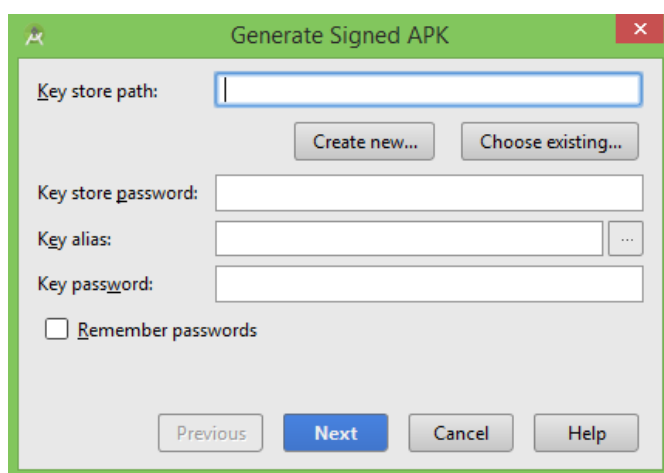 Generate Signed APK
Key store path:
Create new... Choose existing...
Key store password:
Key alias: ...
Key password:
Remember passwords
Previous Next Cancel Help